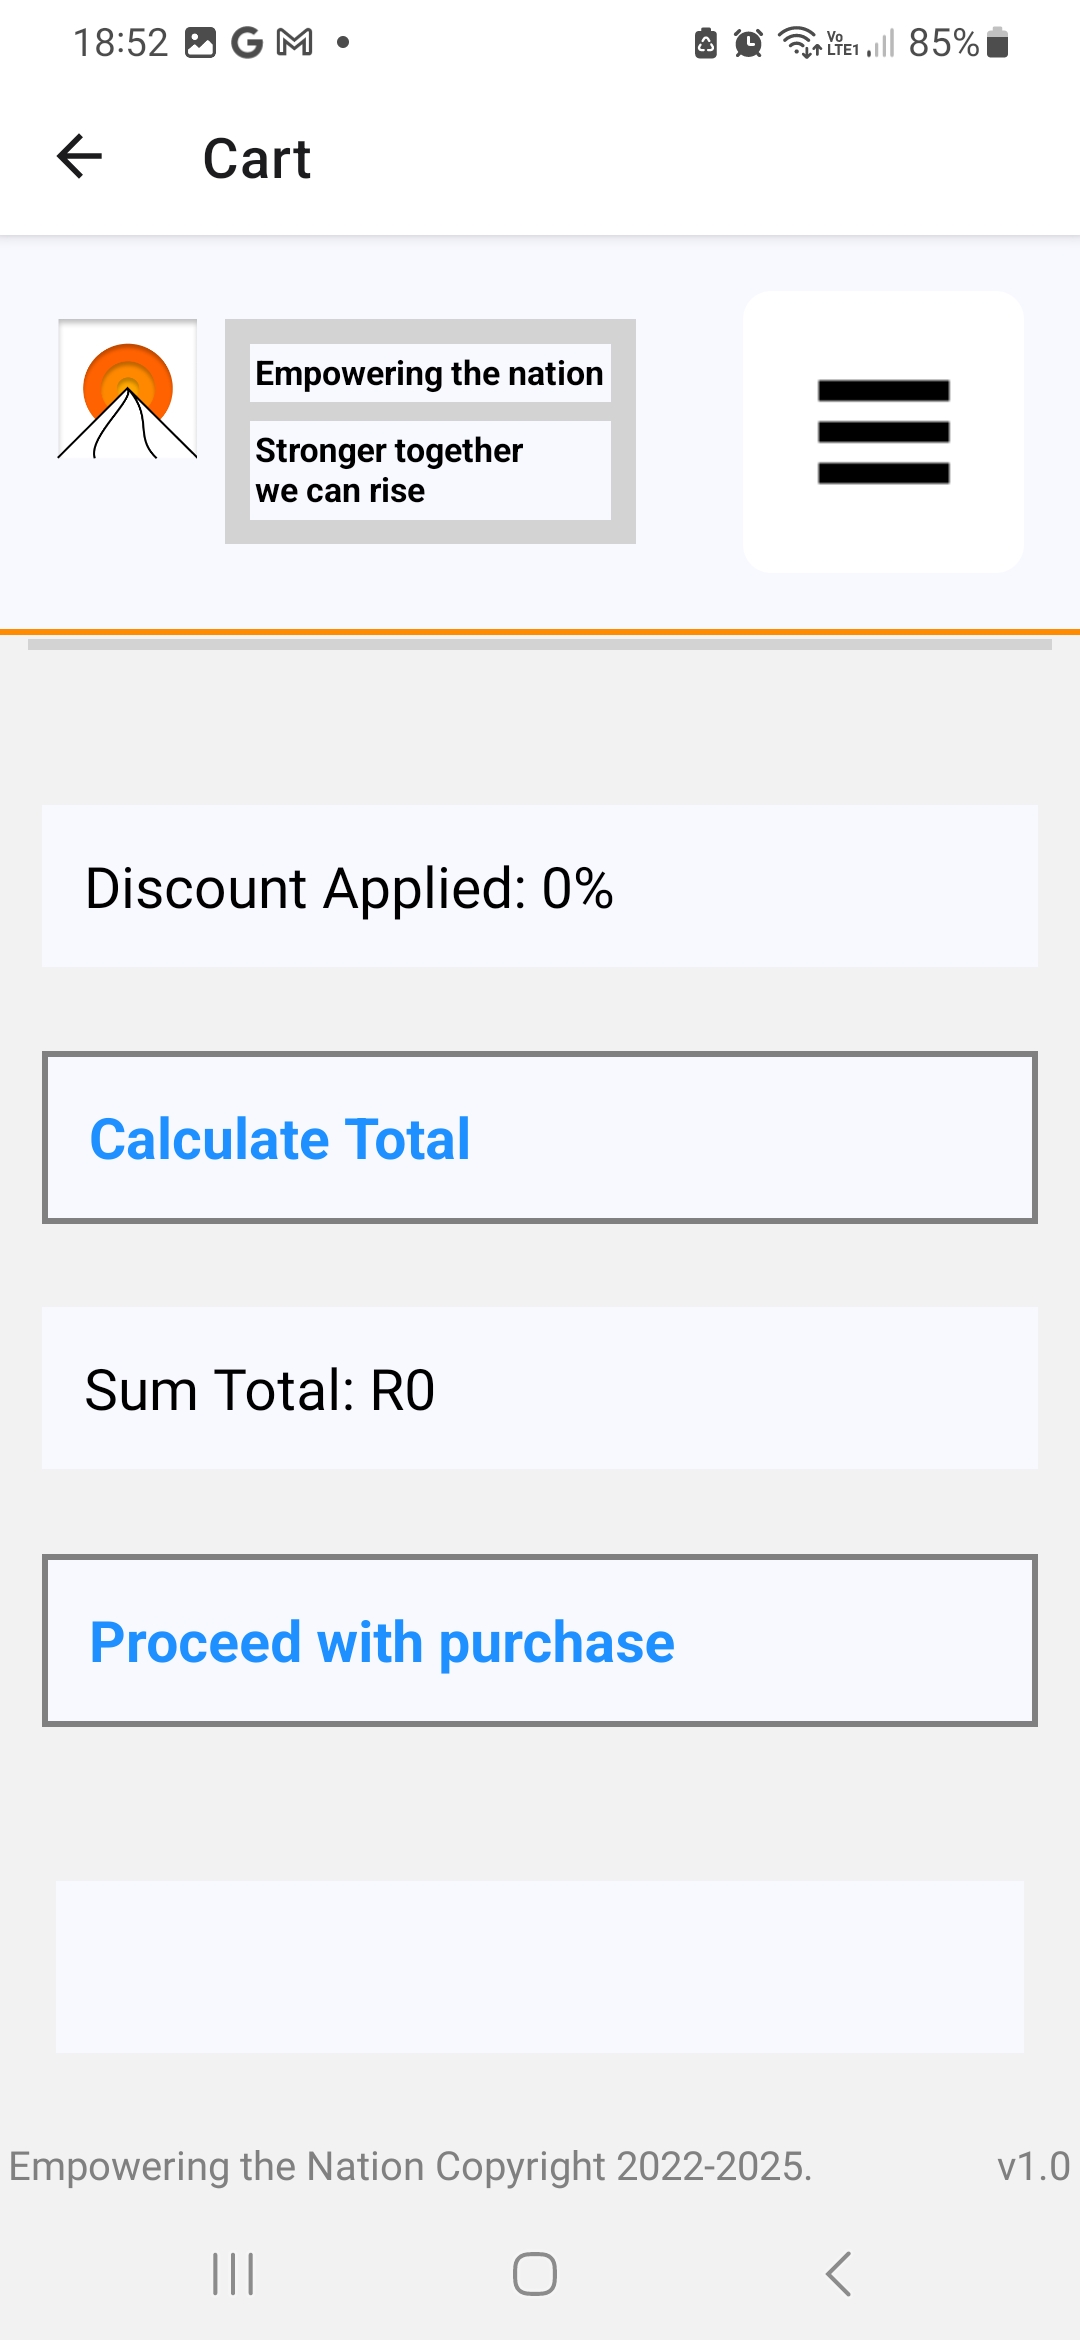 18:52
Vo LTE1
85%
Cart
Empowering the nation
Stronger together
we can rise
Discount Applied: 0%
Calculate Total
Sum Total: R0
Proceed with purchase
Empowering the Nation Copyright 2022-2025. v1.0